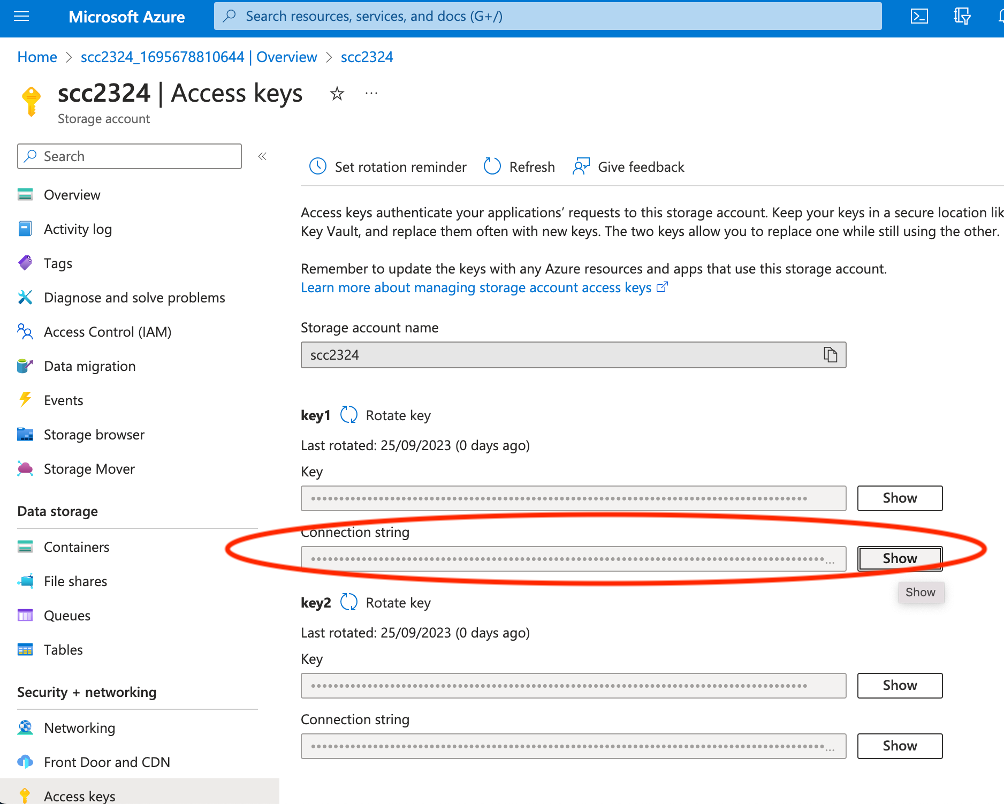 Microsoft Azure
Search resources, services, and docs (G+/)
Home > scc2324_1695678810644 | Overview > scc2324
scc2324 | Access keys ☆ ...
Storage account
Search
«
Overview
Activity log
Tags
Diagnose and solve problems
Access Control (IAM)
Data migration
Events
Storage browser
Storage Mover
Data storage
Containers
File shares
Queues
Tables
Security + networking
Networking
Front Door and CDN
Access keys
Set rotation reminder
Refresh
Give feedback
Access keys authenticate your applications' requests to this storage account. Keep your keys in a secure location lik
Key Vault, and replace them often with new keys. The two keys allow you to replace one while still using the other.
Remember to update the keys with any Azure resources and apps that use this storage account.
Learn more about managing storage account access keys
Storage account name
scc2324
key1 Rotate key
Last rotated: 25/09/2023 (0 days ago)
Key
Show
Connection string
... Show
Show
key2 Rotate key
Last rotated: 25/09/2023 (0 days ago)
Key
Show
Connection string
... Show